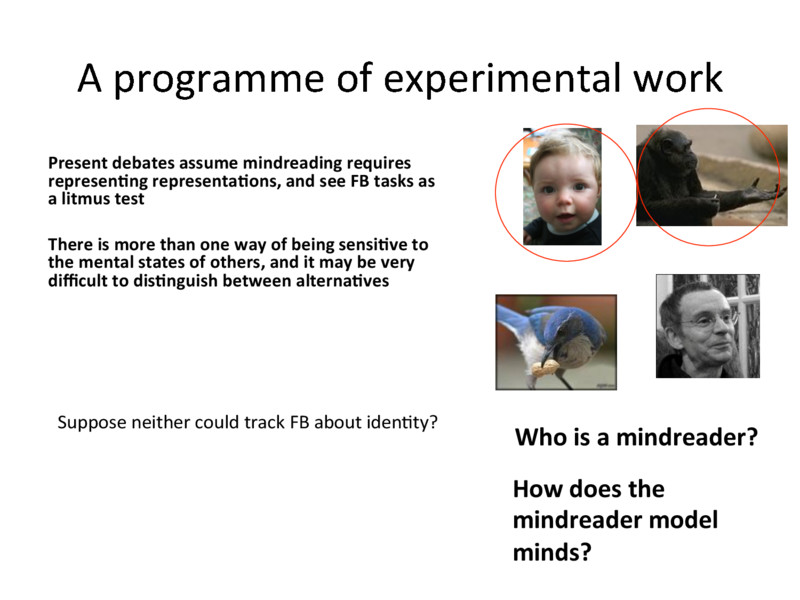 A programme of experimental work
Present debates assume mindreading requires
representing representations, and see FB tasks as
a litmus test
There is more than one way of being sensitive to
the mental states of others, and it may be very
difficult to distinguish between alternatives
Suppose neither could track FB about identity?
Who is a mindreader?
How does the
mindreader model
minds?